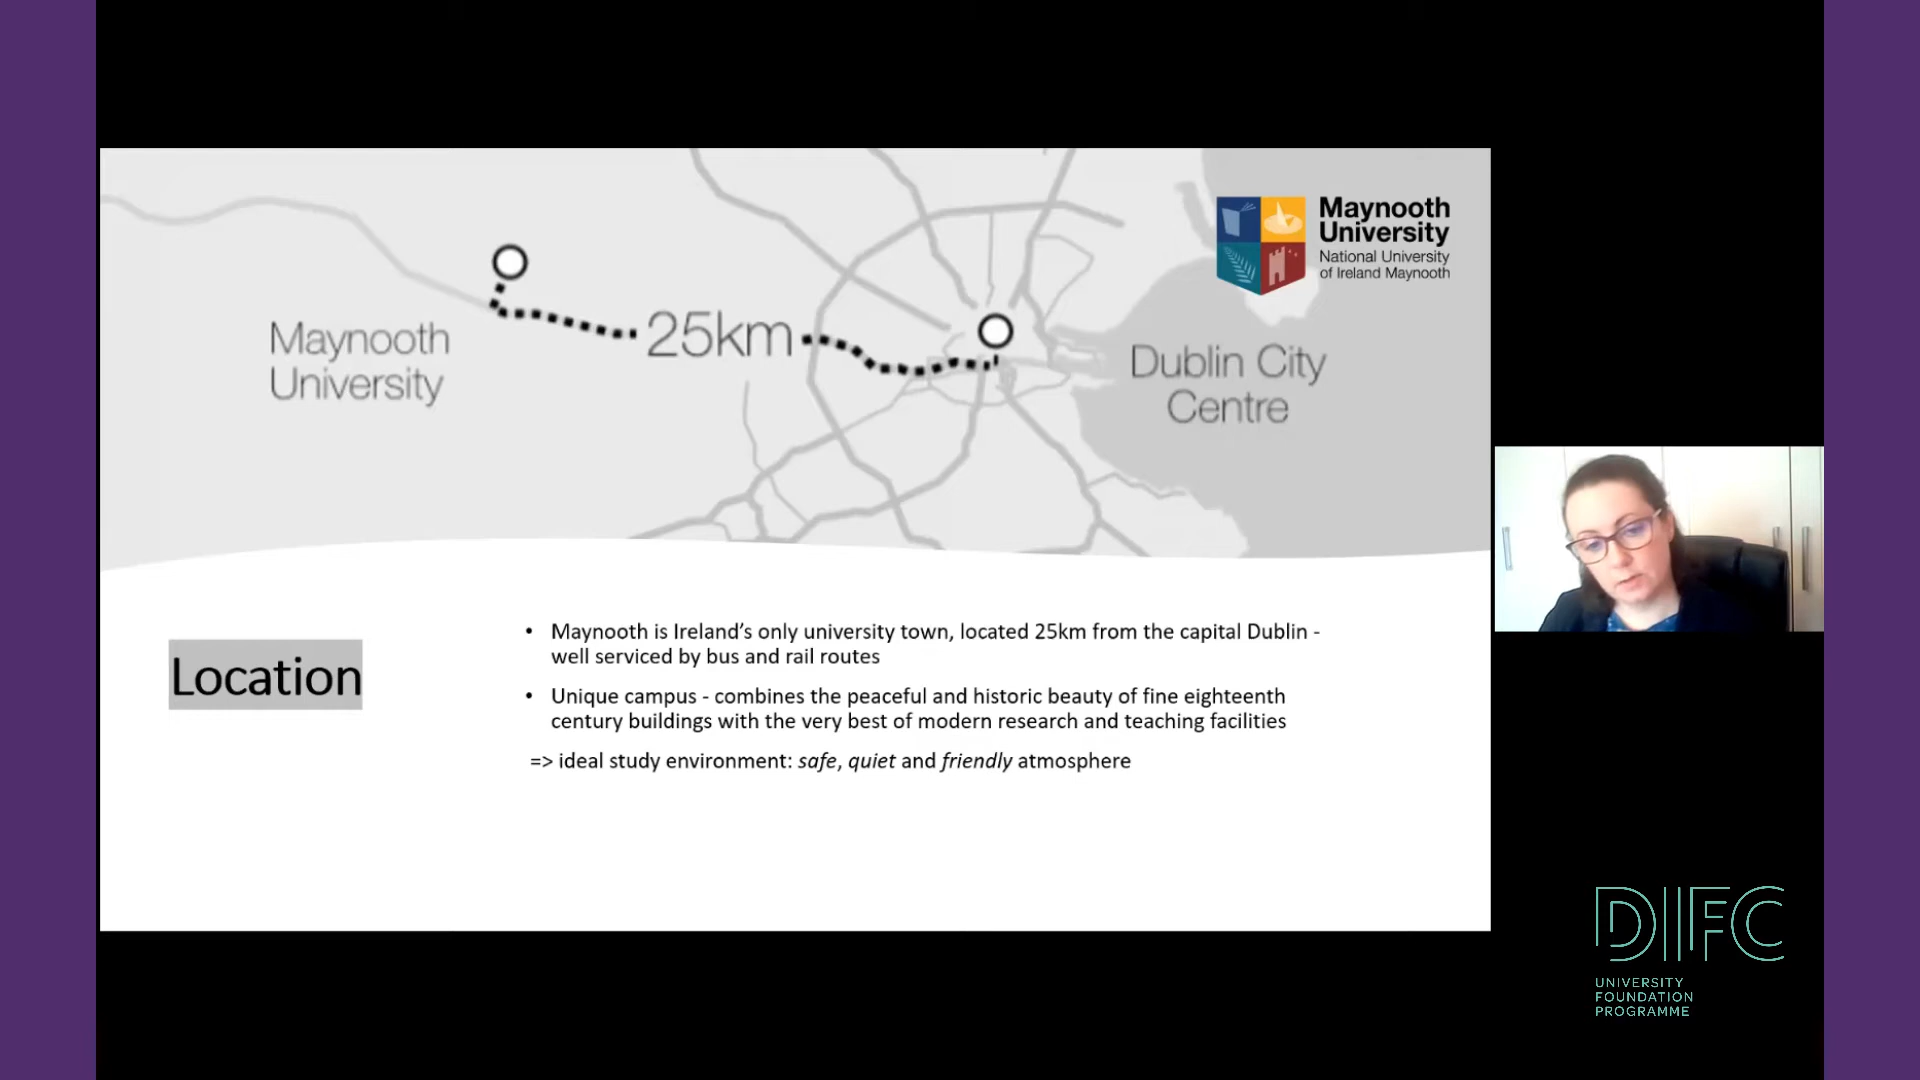 Maynooth
University
National University
of Ireland Maynooth
Maynooth
University
25km
Dublin City
Centre
Location
• Maynooth is Ireland’s only university town, located 25km from the capital Dublin -
well serviced by bus and rail routes
• Unique campus - combines the peaceful and historic beauty of fine eighteenth
century buildings with the very best of modern research and teaching facilities
=> ideal study environment: safe, quiet and friendly atmosphere
DIFC
UNIVERSITY
FOUNDATION
PROGRAMME